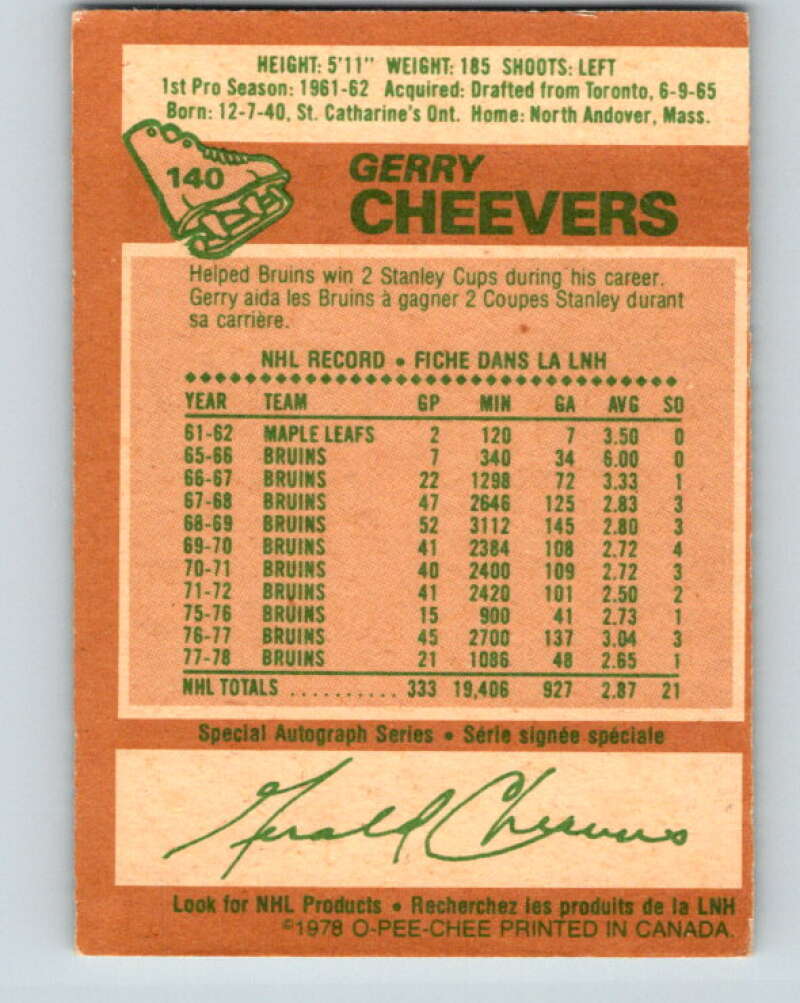 HEIGHT: 5'11" WEIGHT: 185 SHOOTS: LEFT
1st Pro Season: 1961-62 Acquired: Drafted from Toronto, 6-9-65
Born: 12-7-40, St. Catharine's Ont. Home: North Andover, Mass.
140
GERRY
CHEEVERS
Helped Bruins win 2 Stanley Cups during his career.
Gerry aida les Bruins à gagner 2 Coupes Stanley durant
sa carrière.
NHL RECORD • FICHE DANS LA LNH
YEAR TEAM GP MIN GA AVG SO
61-62 MAPLE LEAFS 2 120 7 3.50 0
65-66 BRUINS 7 340 34 6.00 0
66-67 BRUINS 22 1298 72 3.33 1
67-68 BRUINS 47 2646 125 2.83 3
68-69 BRUINS 52 3112 145 2.80 3
69-70 BRUINS 41 2384 108 2.72 4
70-71 BRUINS 40 2400 109 2.72 3
71-72 BRUINS 41 2420 101 2.50 2
75-76 BRUINS 15 900 41 2.73 1
76-77 BRUINS 45 2700 137 3.04 3
77-78 BRUINS 21 1086 48 2.65 1
NHL TOTALS .......... 333 19,406 927 2.87 21
Special Autograph Series • Série signée spéciale
Gerald Cheevers
Look for NHL Products • Recherchez les produits de la LNH
©1978 O-PEE-CHEE PRINTED IN CANADA.